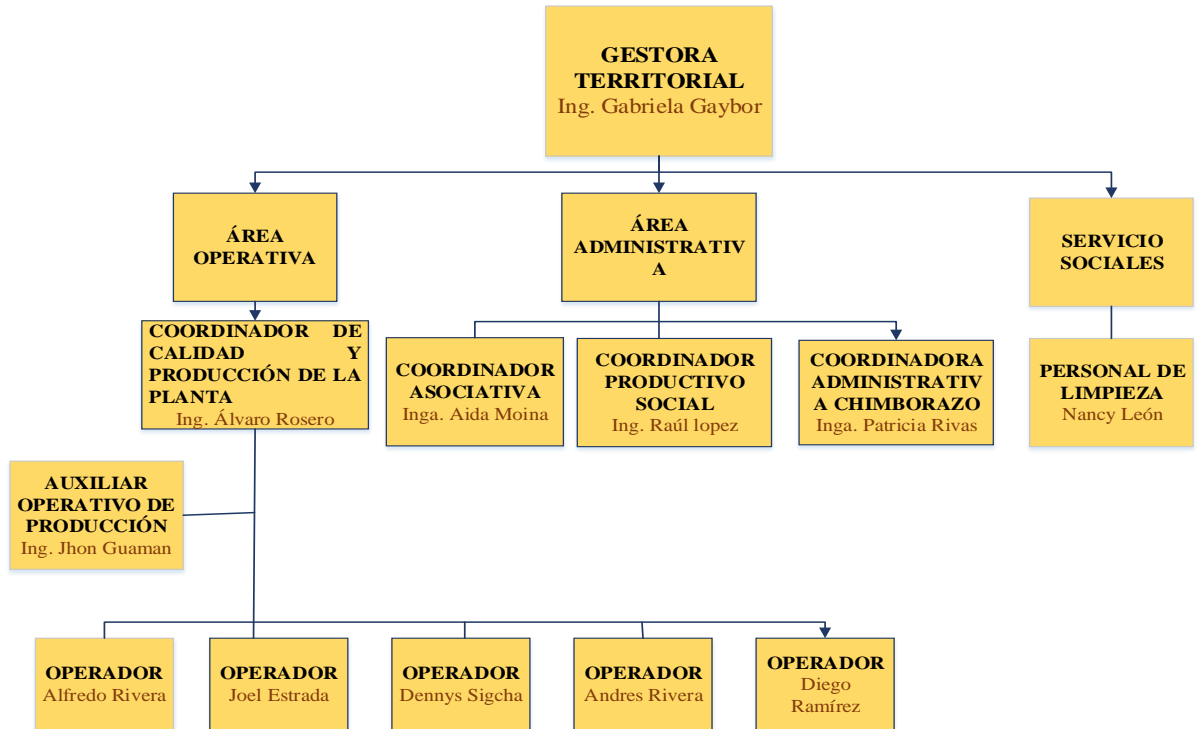 GESTORA
TERRITORIAL
Ing. Gabriela Gaybor
ÁREA
OPERATIVA
ÁREA
ADMINISTRATIV
A
SERVICIO
SOCIALES
COORDINADOR DE
CALIDAD Y
PRODUCCIÓN DE LA
PLANTA
Ing. Álvaro Rosero
COORDINADOR
ASOCIATIVA
Inga. Aida Moina
COORDINADOR
PRODUCTIVO
SOCIAL
Ing. Raúl lopez
COORDINADORA
ADMINISTRATIV
A CHIMBORAZO
Inga. Patricia Rivas
PERSONAL DE
LIMPIEZA
Nancy León
AUXILIAR
OPERATIVO DE
PRODUCCIÓN
Ing. Jhon Guaman
OPERADOR
Alfredo Rivera
OPERADOR
Joel Estrada
OPERADOR
Dennys Sigcha
OPERADOR
Andres Rivera
OPERADOR
Diego
Ramírez